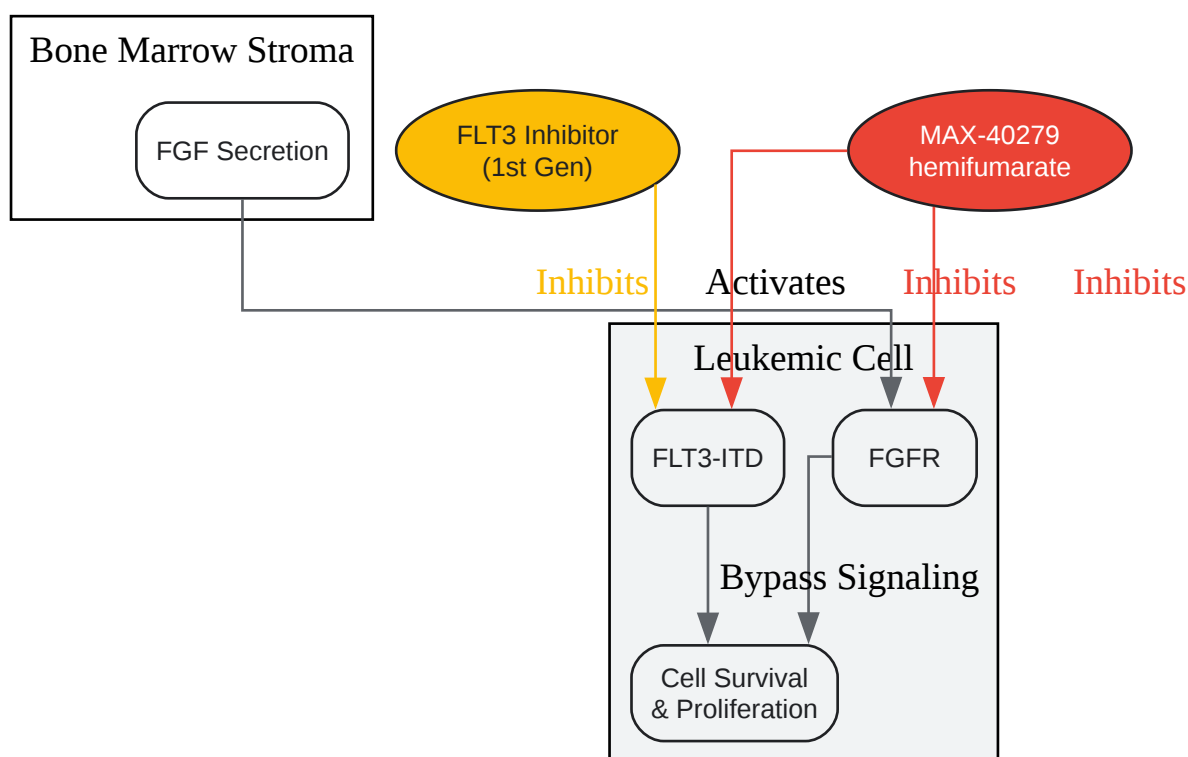 Bone Marrow Stroma
FGF Secretion
FLT3 Inhibitor
(1st Gen)
MAX-40279
hemifumarate
Inhibits
Activates
Inhibits
Inhibits
Leukemic Cell
FLT3-ITD
FGFR
Bypass Signaling
Cell Survival
& Proliferation